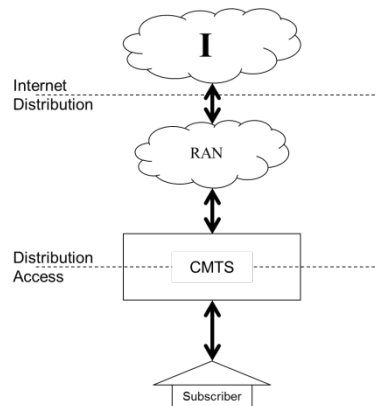 I
Internet
Distribution
RAN
Distribution
Access
CMTS
Subscriber